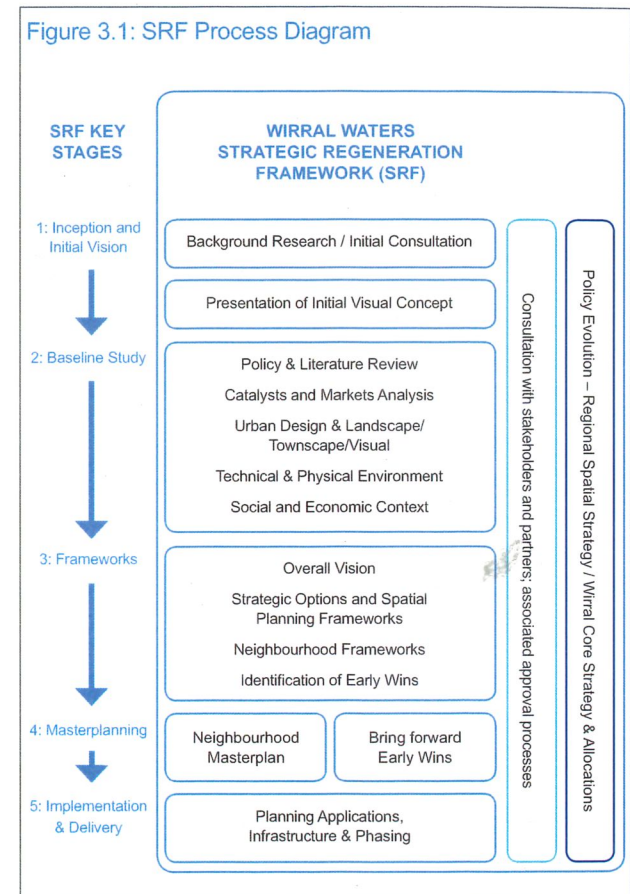 Figure 3.1: SRF Process Diagram
SRF KEY
STAGES
WIRRAL WATERS
STRATEGIC REGENERATION
FRAMEWORK (SRF)
1: Inception and
Initial Vision
Background Research / Initial Consultation
Presentation of Initial Visual Concept
2: Baseline Study
Policy & Literature Review
Catalysts and Markets Analysis
Urban Design & Landscape/
Townscape/Visual
Technical & Physical Environment
Social and Economic Context
3: Frameworks
Overall Vision
Strategic Options and Spatial
Planning Frameworks
Neighbourhood Frameworks
Identification of Early Wins
4: Masterplanning
Neighbourhood
Masterplan
Bring forward
Early Wins
5: Implementation
& Delivery
Planning Applications,
Infrastructure & Phasing
Consultation with stakeholders and partners; associated approval processes
Policy Evolution – Regional Spatial Strategy / Wirral Core Strategy & Allocations